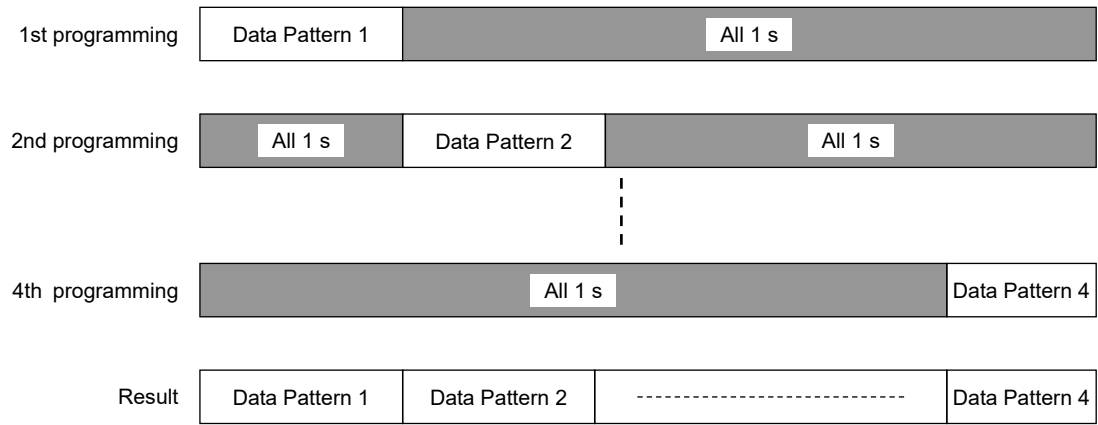 1st programming Data Pattern 1 All 1 s
2nd programming All 1 s Data Pattern 2 All 1 s
4th programming All 1 s Data Pattern 4
Result Data Pattern 1 Data Pattern 2 Data Pattern 4